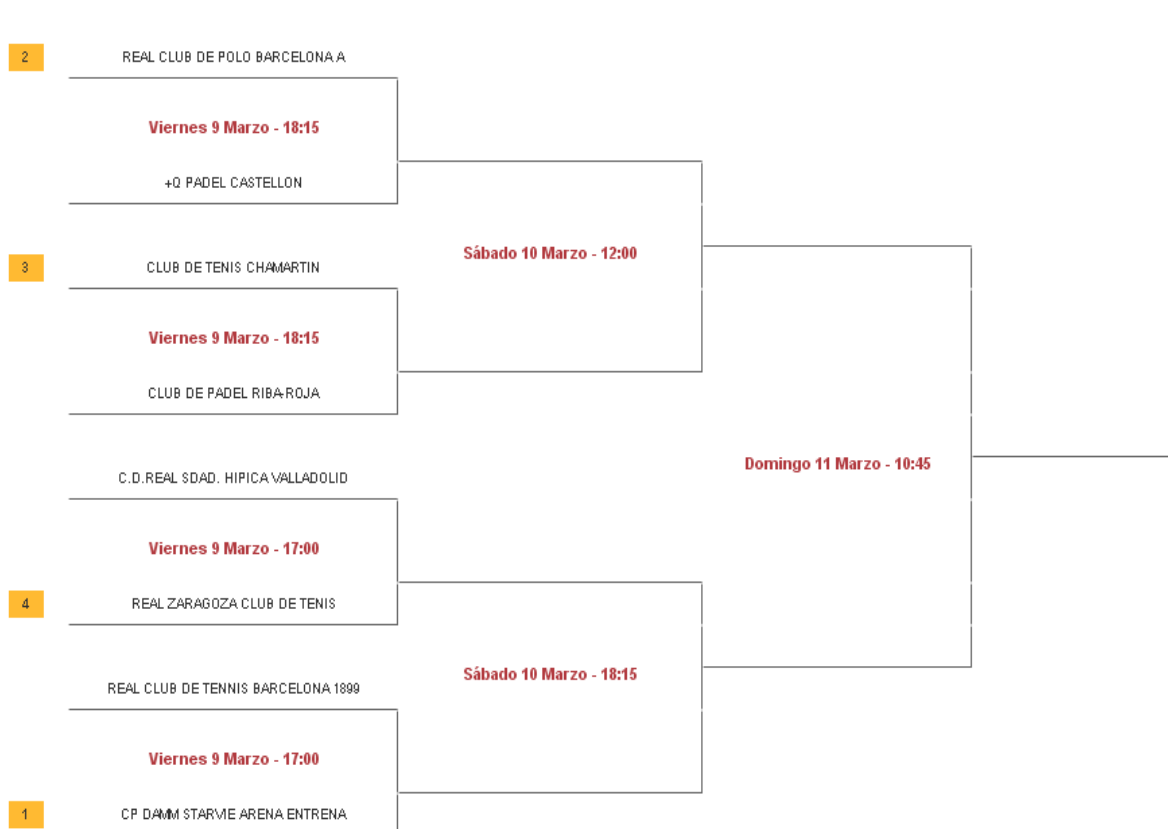 2 REAL CLUB DE POLO BARCELONA A
Viernes 9 Marzo - 18:15
+Q PADEL CASTELLON
Sábado 10 Marzo - 12:00
3 CLUB DE TENIS CHAMARTIN
Viernes 9 Marzo - 18:15
CLUB DE PADEL RIBA-ROJA
Domingo 11 Marzo - 10:45
C.D.REAL SDAD. HIPICA VALLADOLID
Viernes 9 Marzo - 17:00
4 REAL ZARAGOZA CLUB DE TENIS
Sábado 10 Marzo - 18:15
REAL CLUB DE TENNIS BARCELONA 1899
Viernes 9 Marzo - 17:00
1 CP DAMM STARVIE ARENA ENTRENA